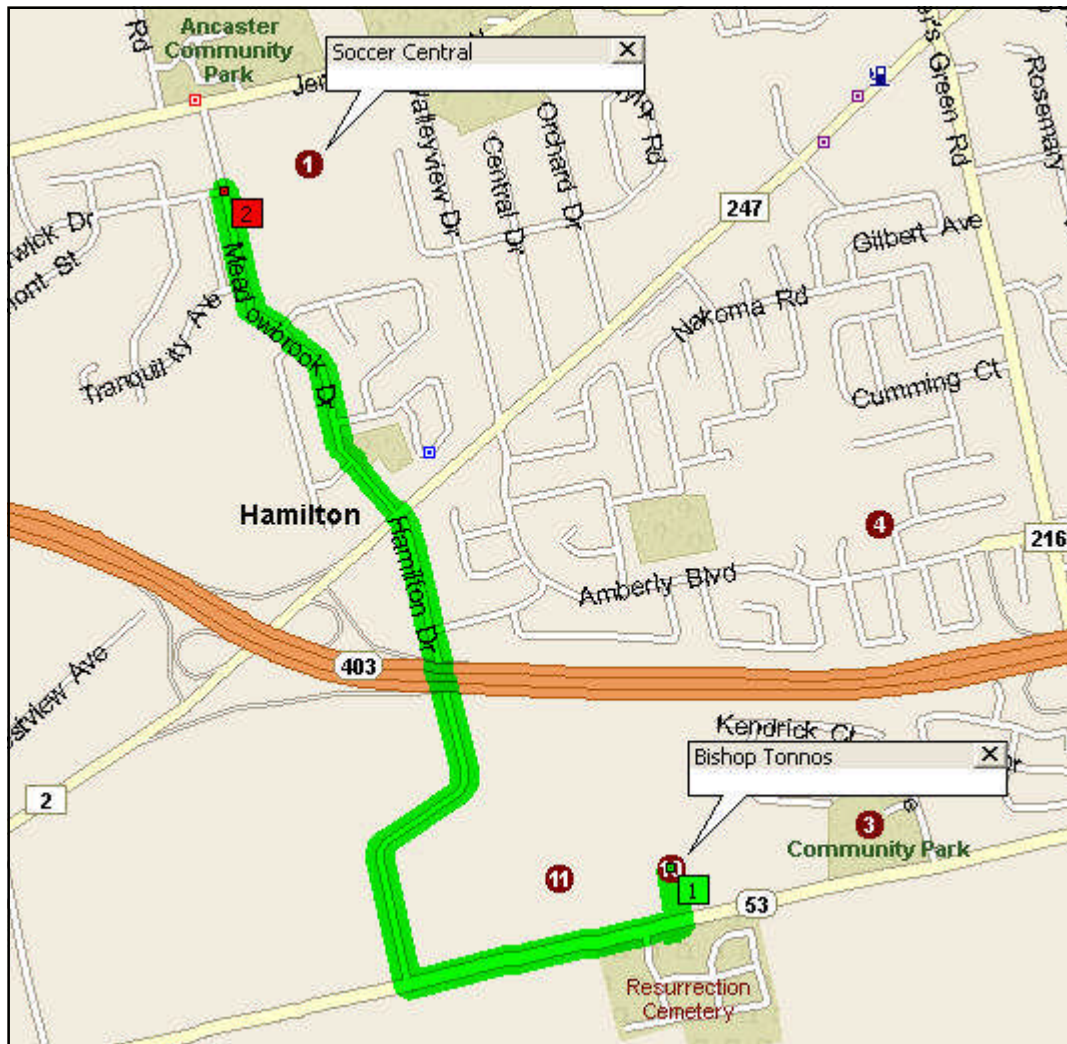 Rd
Ancaster
Community
Park
Soccer Central
Jer
Valleyview Dr
Central Dr
Orchard Dr
Rd
Green Rd
Rosemary
1
2
247
rwick Dr
mont St
Meadowbrook Dr
Tranquility Ave
Gilbert Ave
Nakoma Rd
Cumming Ct
Hamilton
Hamilton Dr
4
216
Amberly Blvd
403
stview Ave
2
Kendrick Ct
Bishop Tonnos
3
Community Park
11
1
53
Resurrection
Cemetery